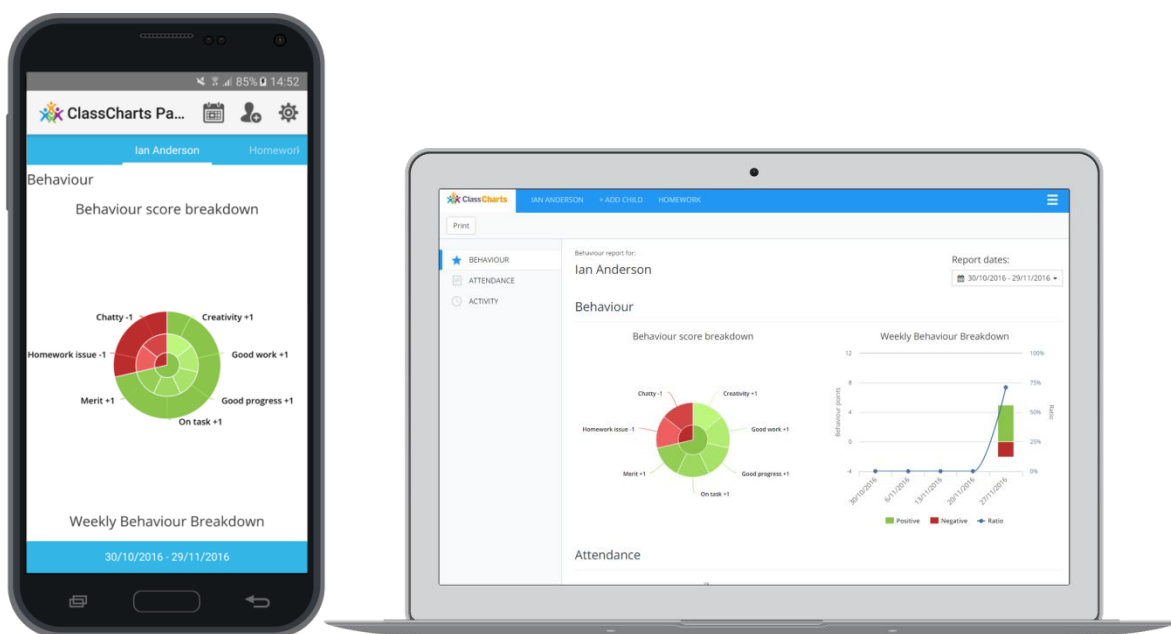 85% 14:52
ClassCharts Pa...
Ian Anderson Homework
Behaviour
Behaviour score breakdown
Chatty -1 Creativity +1
Homework issue -1 Good work +1
Merit +1 Good progress +1
On task +1
Weekly Behaviour Breakdown
30/10/2016 - 29/11/2016
ClassCharts IAN ANDERSON + ADD CHILD HOMEWORK
Print
BEHAVIOUR
ATTENDANCE
ACTIVITY
Behaviour report for:
Ian Anderson
Report dates:
30/10/2016 - 29/11/2016
Behaviour
Behaviour score breakdown
Chatty -1 Creativity +1
Homework issue -1 Good work +1
Merit +1 Good progress +1
On task +1
Weekly Behaviour Breakdown
12 100%
8 75%
4 50%
0 25%
-4 0%
Behaviour points
Ratio
30/10/2016 6/11/2016 13/11/2016 20/11/2016 27/11/2016
Positive Negative Ratio
Attendance